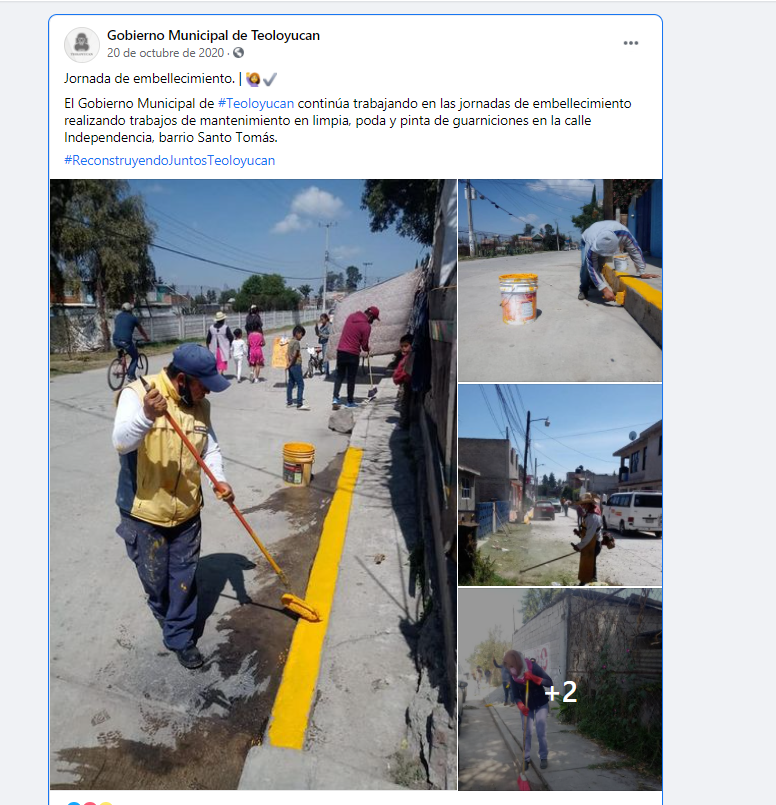 Gobierno Municipal de Teoloyucan
20 de octubre de 2020 ·
Jornada de embellecimiento. | 🙋‍♀️✔️
El Gobierno Municipal de #Teoloyucan continúa trabajando en las jornadas de embellecimiento
realizando trabajos de mantenimiento en limpia, poda y pinta de guarniciones en la calle
Independencia, barrio Santo Tomás.
#ReconstruyendoJuntosTeoloyucan
+2